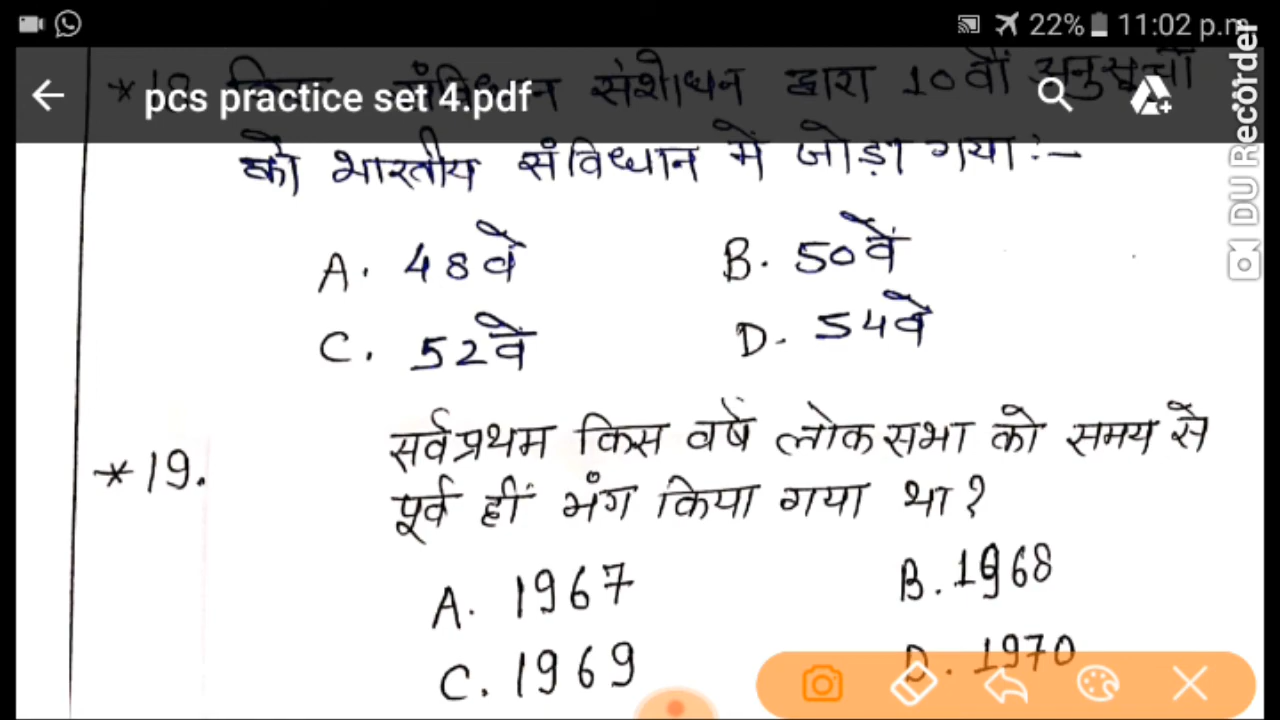 22% 11:02 p.m
pcs practice set 4.pdf
* 18. संविधान संशोधन द्वारा 10वीं अनुसूची
को भारतीय संविधान में जोड़ा गया:-
A. 48वें B. 50वें
C. 52वें D. 54वें
* 19. सर्वप्रथम किस वर्ष लोकसभा को समय से
पूर्व हीं भंग किया गया था?
A. 1967 B. 1968
C. 1969 D. 1970
DU Recorder